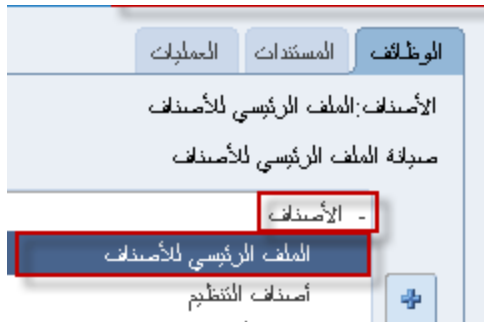 الوظائف المستندات العمليات
الأصناف:الملف الرئيسي للأصناف
صيانة الملف الرئيسي للأصناف
- الأصناف
الملف الرئيسي للأصناف
أصناف التنظيم